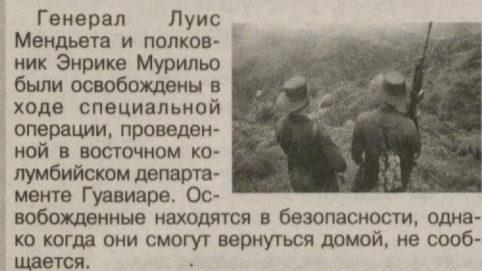 Генерал Луис
Мендьета и полков-
ник Энрике Мурильо
были освобождены в
ходе специальной
операции, проведен-
ной в восточном ко-
лумбийском департа-
менте Гуавиаре. Ос-
вобожденные находятся в безопасности, одна-
ко когда они смогут вернуться домой, не сооб-
щается.